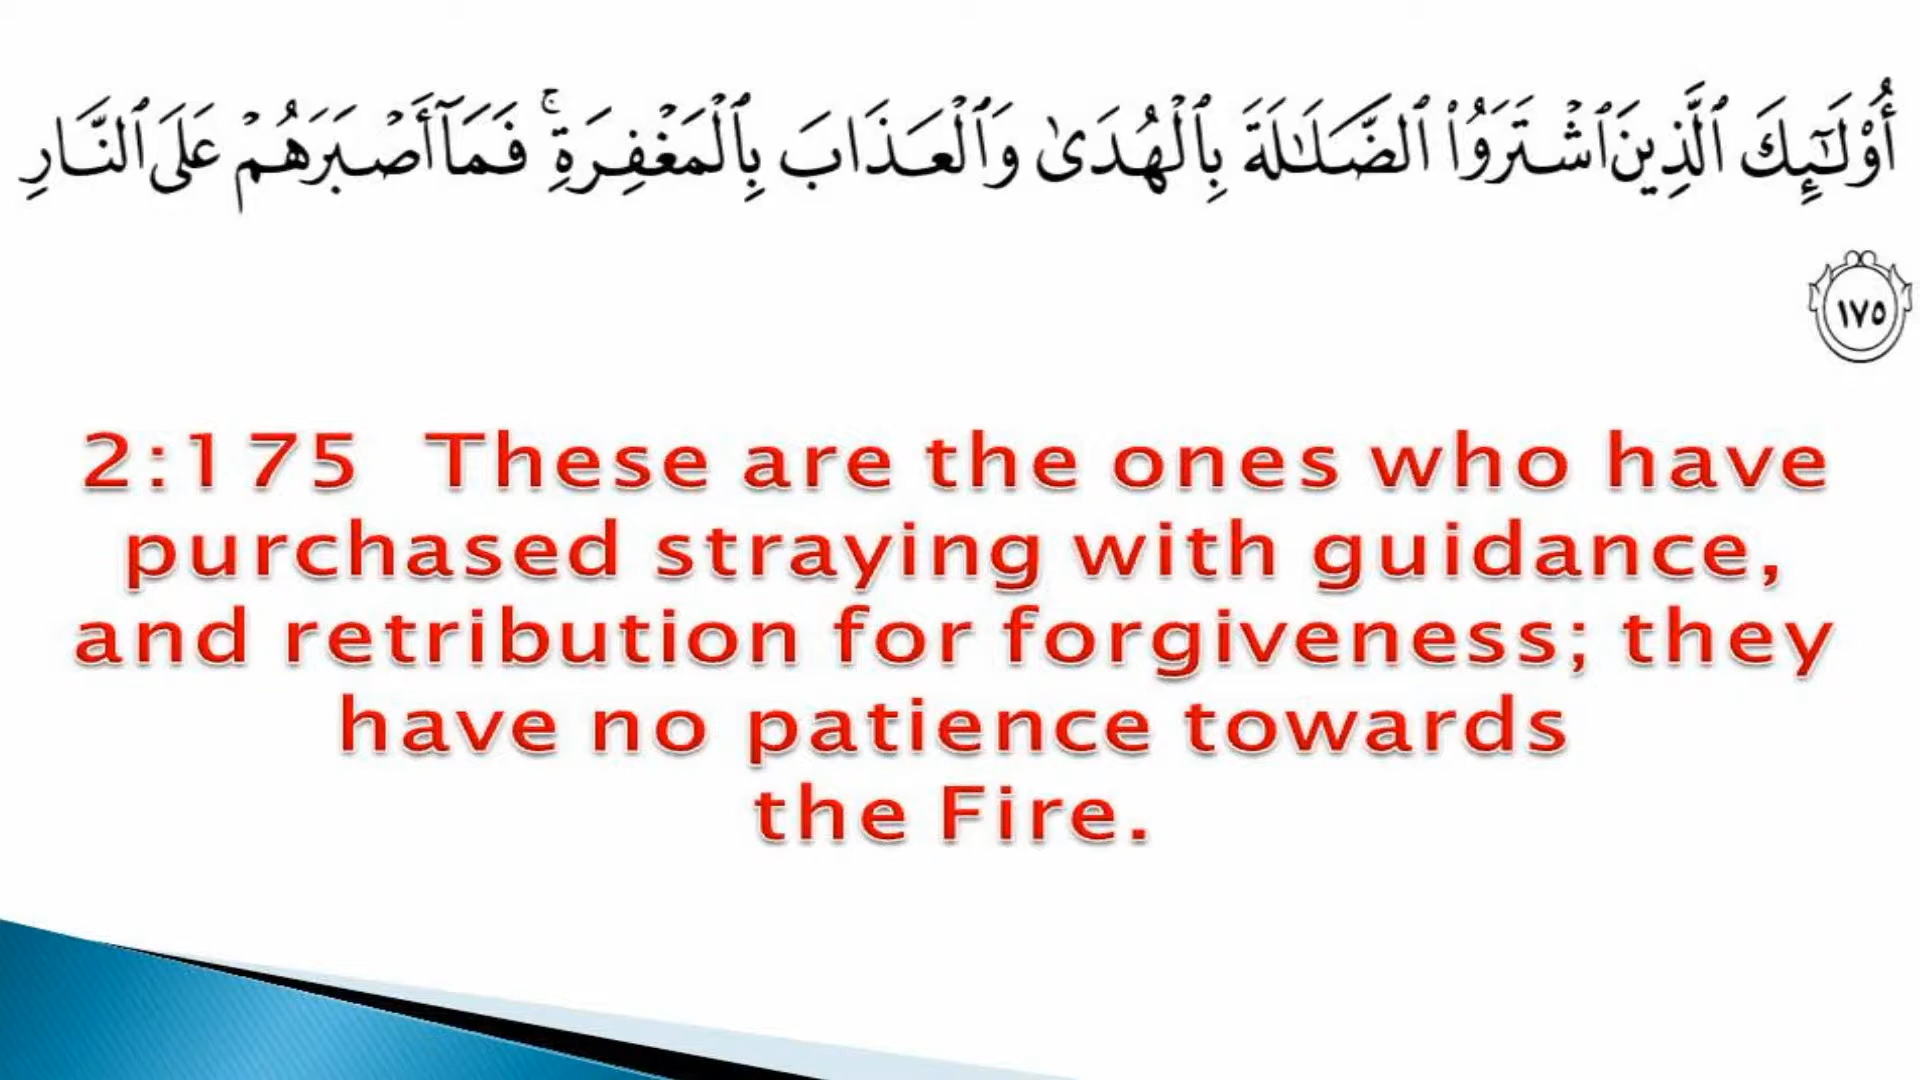 أُوْلَـٰٓئِكَ ٱلَّذِينَ ٱشْتَرَوُا۟ ٱلضَّلَـٰلَةَ بِٱلْهُدَىٰ وَٱلْعَذَابَ بِٱلْمَغْفِرَةِ ۚ فَمَآ أَصْبَرَهُمْ عَلَى ٱلنَّارِ
١٧٥
2:175 These are the ones who have
purchased straying with guidance,
and retribution for forgiveness; they
have no patience towards
the Fire.